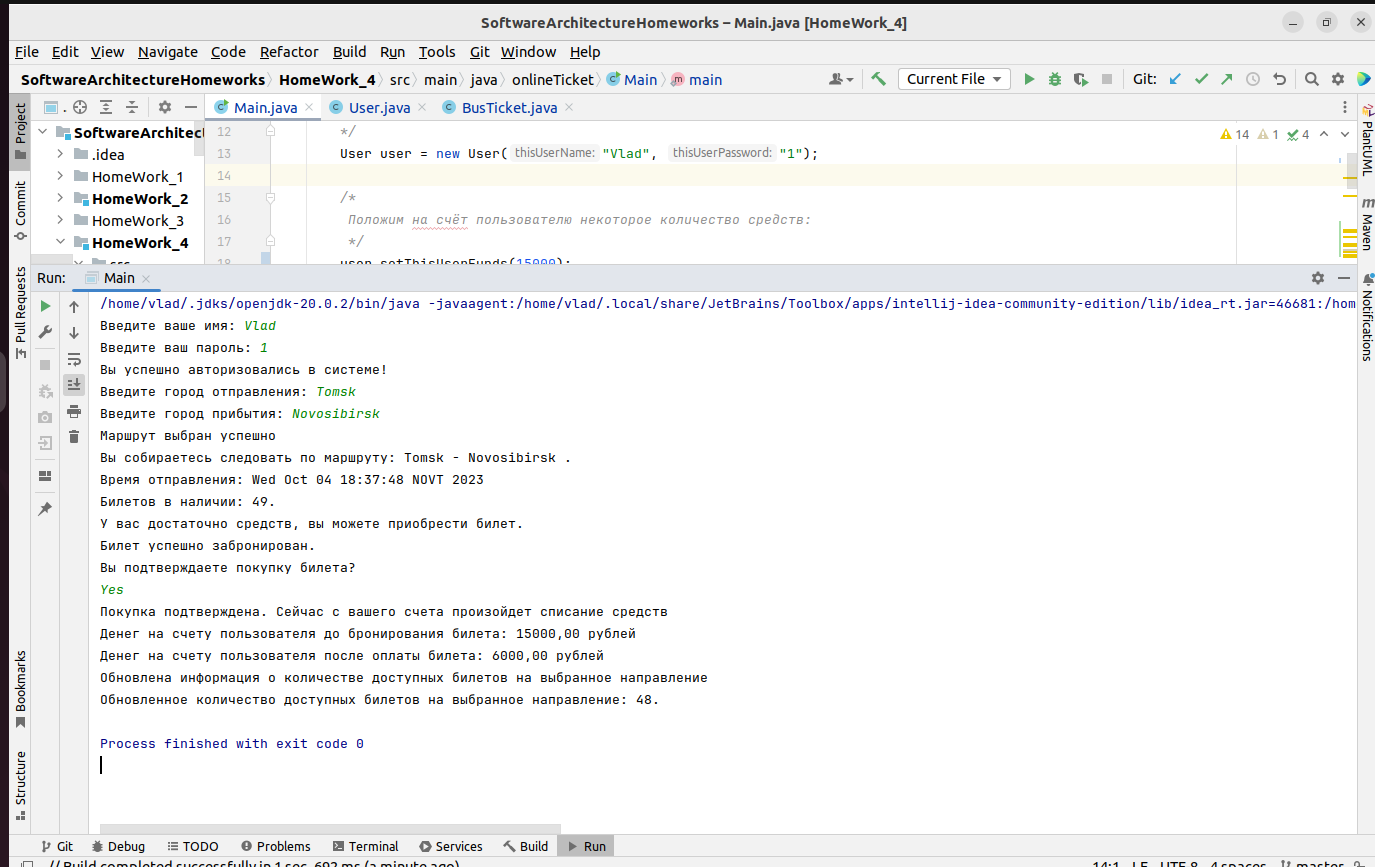 SoftwareArchitectureHomeworks – Main.java [HomeWork_4]
File Edit View Navigate Code Refactor Build Run Tools Git Window Help
SoftwareArchitectureHomeworks HomeWork_4 src main java onlineTicket Main main Current File Git:
Project
Commit
Pull Requests
Bookmarks
Structure
Main.java User.java BusTicket.java
SoftwareArchitect
.idea
HomeWork_1
HomeWork_2
HomeWork_3
HomeWork_4
src
12 */
13 User user = new User( thisUserName: "Vlad", thisUserPassword: "1");
14
15 /*
16 Положим на счёт пользователю некоторое количество средств:
17 */
18 user.setThisUserFunds(15000);
14 1 4
PlantUML
Maven
Notifications
Run: Main
/home/vlad/.jdks/openjdk-20.0.2/bin/java -javaagent:/home/vlad/.local/share/JetBrains/Toolbox/apps/intellij-idea-community-edition/lib/idea_rt.jar=46681:/hom
Введите ваше имя: Vlad
Введите ваш пароль: 1
Вы успешно авторизовались в системе!
Введите город отправления: Tomsk
Введите город прибытия: Novosibirsk
Маршрут выбран успешно
Вы собираетесь следовать по маршруту: Tomsk - Novosibirsk .
Время отправления: Wed Oct 04 18:37:48 NOVT 2023
Билетов в наличии: 49.
У вас достаточно средств, вы можете приобрести билет.
Билет успешно забронирован.
Вы подтверждаете покупку билета?
Yes
Покупка подтверждена. Сейчас с вашего счета произойдет списание средств
Денег на счету пользователя до бронирования билета: 15000,00 рублей
Денег на счету пользователя после оплаты билета: 6000,00 рублей
Обновлена информация о количестве доступных билетов на выбранное направление
Обновленное количество доступных билетов на выбранное направление: 48.
Process finished with exit code 0
Git Debug TODO Problems Terminal Services Build Run
// Build completed successfully in 1 sec, 692 ms (a minute ago) 14:1 LF UTF-8 4 spaces master